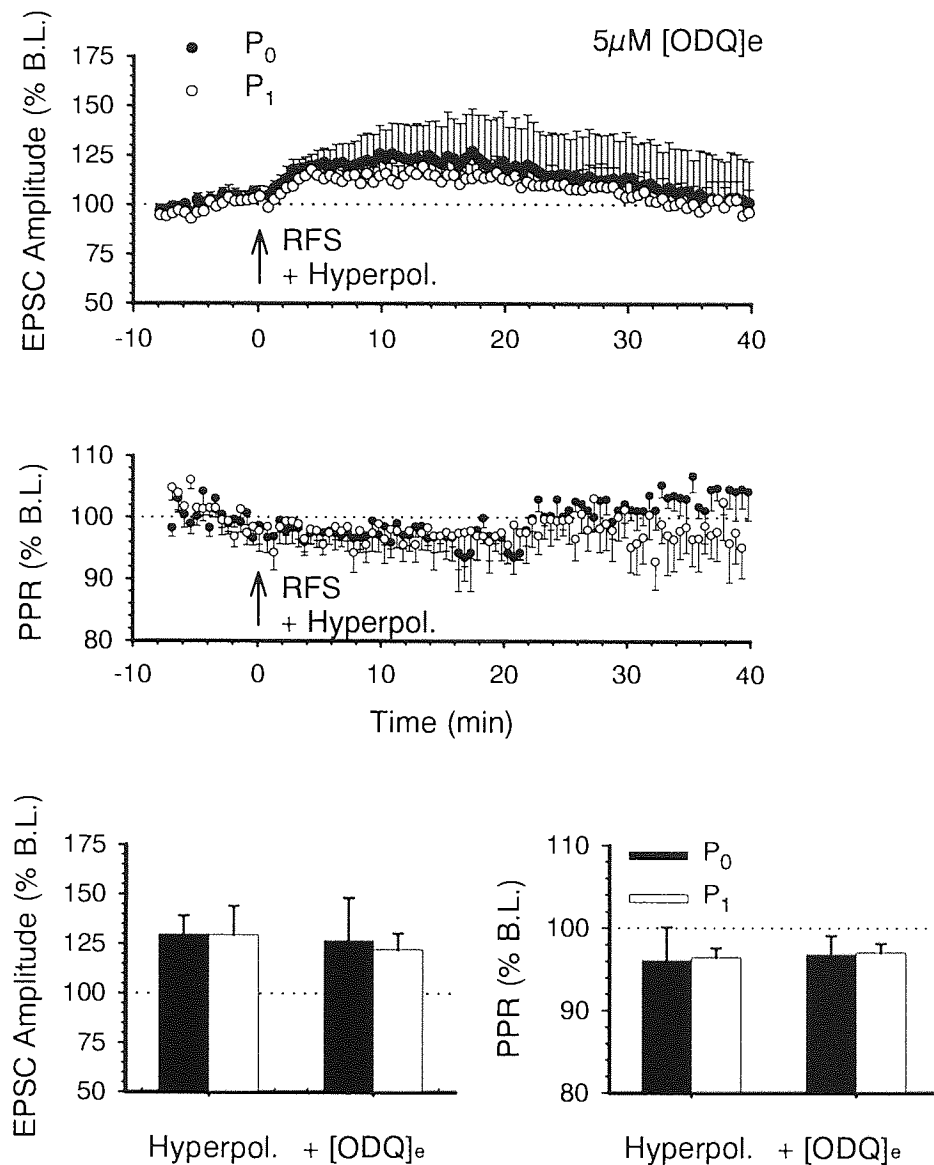 5μM [ODQ]e
P0
P1
EPSC Amplitude (% B.L.)
175
150
125
100
75
50
RFS
+ Hyperpol.
-10 0 10 20 30 40
PPR (% B.L.)
110
100
90
80
RFS
+ Hyperpol.
-10 0 10 20 30 40
Time (min)
EPSC Amplitude (% B.L.)
175
150
125
100
75
50
Hyperpol. + [ODQ]e
PPR (% B.L.)
110
100
90
80
P0
P1
Hyperpol. + [ODQ]e